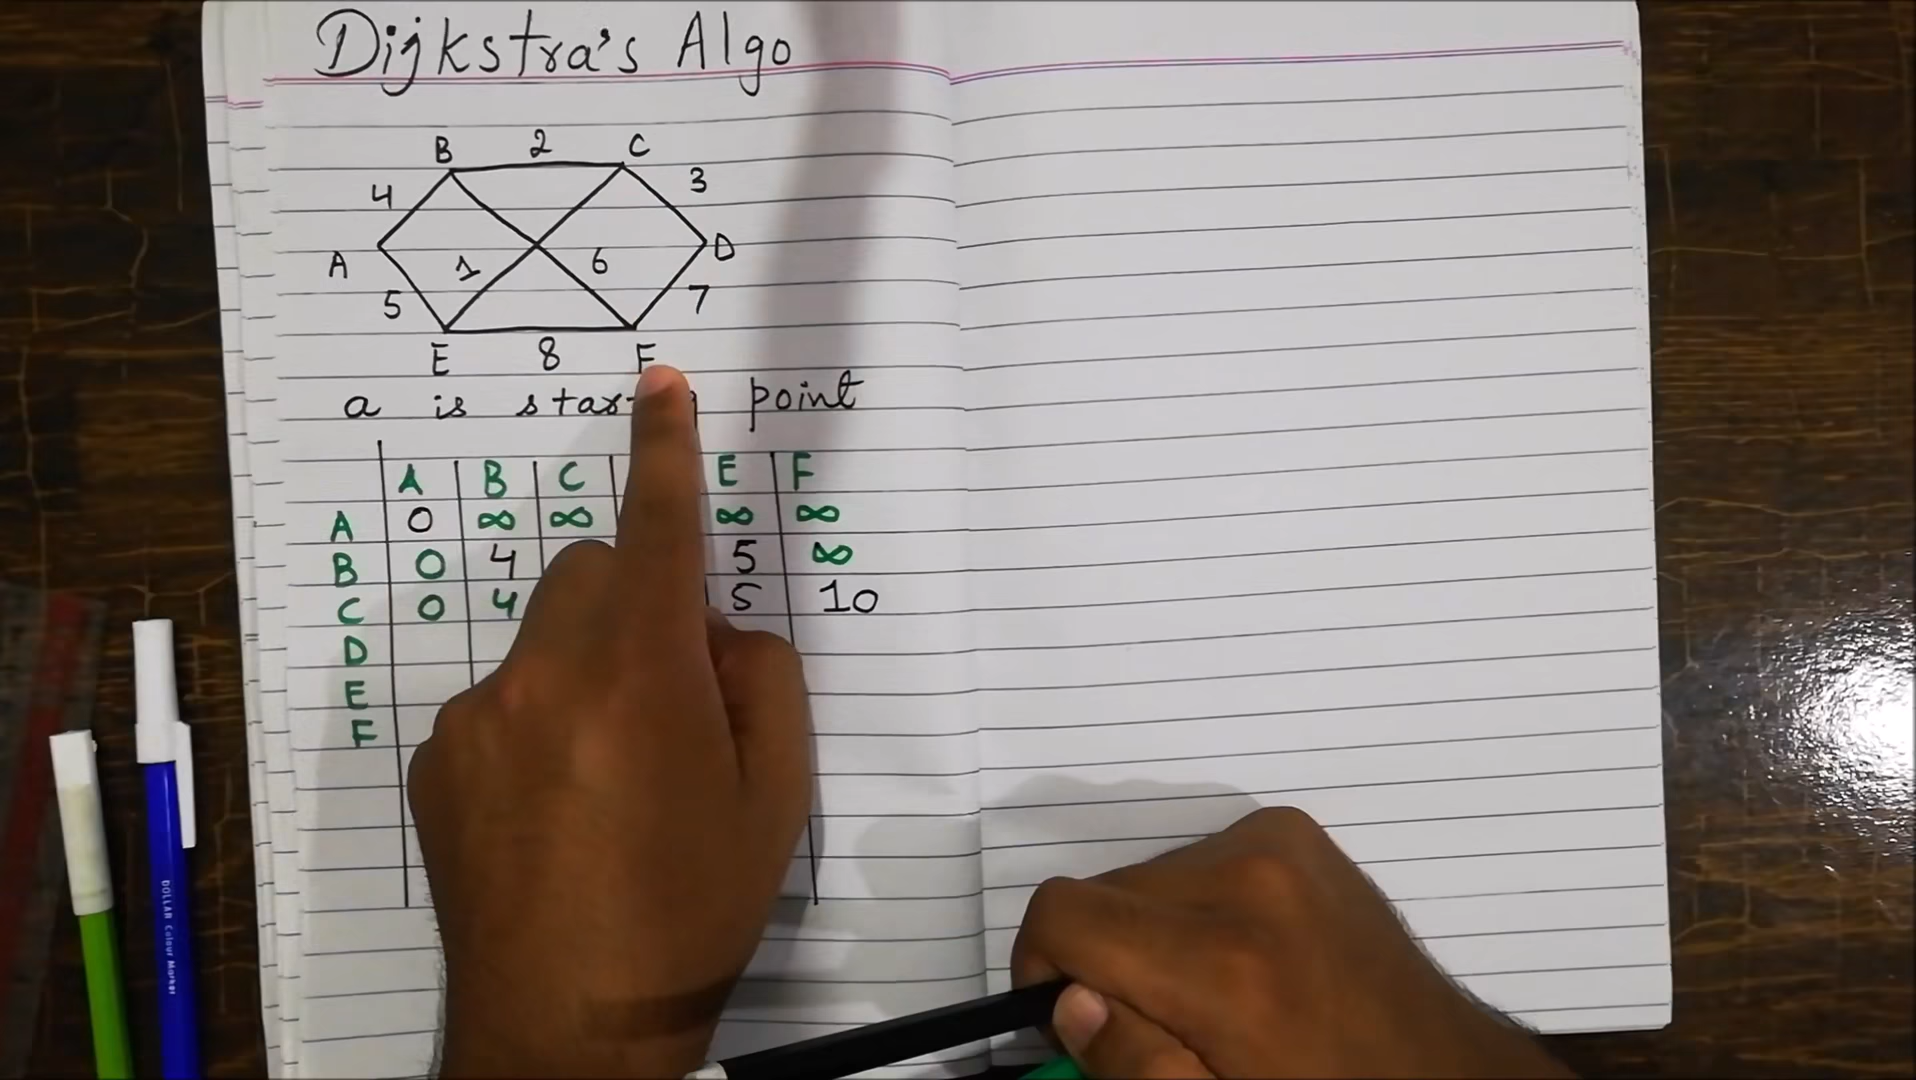 Dijkstra's Algo
B 2 C
4 3
A 1 6 D
5 7
E 8 F
a is point
A B C E F
A 0 ∞ ∞ ∞ ∞
B 0 4 5 ∞
C 0 4 5 10
D
E
F
DOLLAR Colour Marker